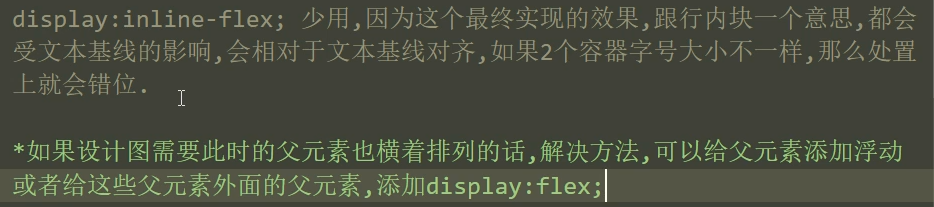 display:inline-flex; 少用,因为这个最终实现的效果,跟行内块一个意思,都会
受文本基线的影响,会相对于文本基线对齐,如果2个容器字号大小不一样,那么处置
上就会错位.
*如果设计图需要此时的父元素也横着排列的话,解决方法,可以给父元素添加浮动
或者给这些父元素外面的父元素,添加display:flex;